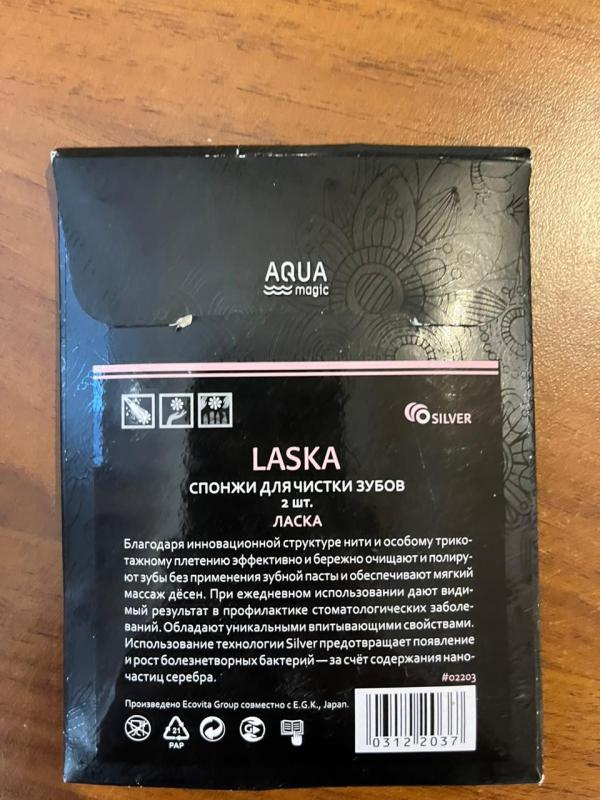 AQUA
magic
SILVER
LASKA
СПОНЖИ ДЛЯ ЧИСТКИ ЗУБОВ
2 шт.
ЛАСКА
Благодаря инновационной структуре нити и особому трико-
тажному плетению эффективно и бережно очищают и полиру-
ют зубы без применения зубной пасты и обеспечивают мягкий
массаж дёсен. При ежедневном использовании дают види-
мый результат в профилактике стоматологических заболе-
ваний. Обладают уникальными впитывающими свойствами.
Использование технологии Silver предотвращает появление
и рост болезнетворных бактерий — за счёт содержания нано-
частиц серебра.
#02203
Произведено Ecovita Group совместно с E.G.K., Japan.
21
PAP
0312 2037